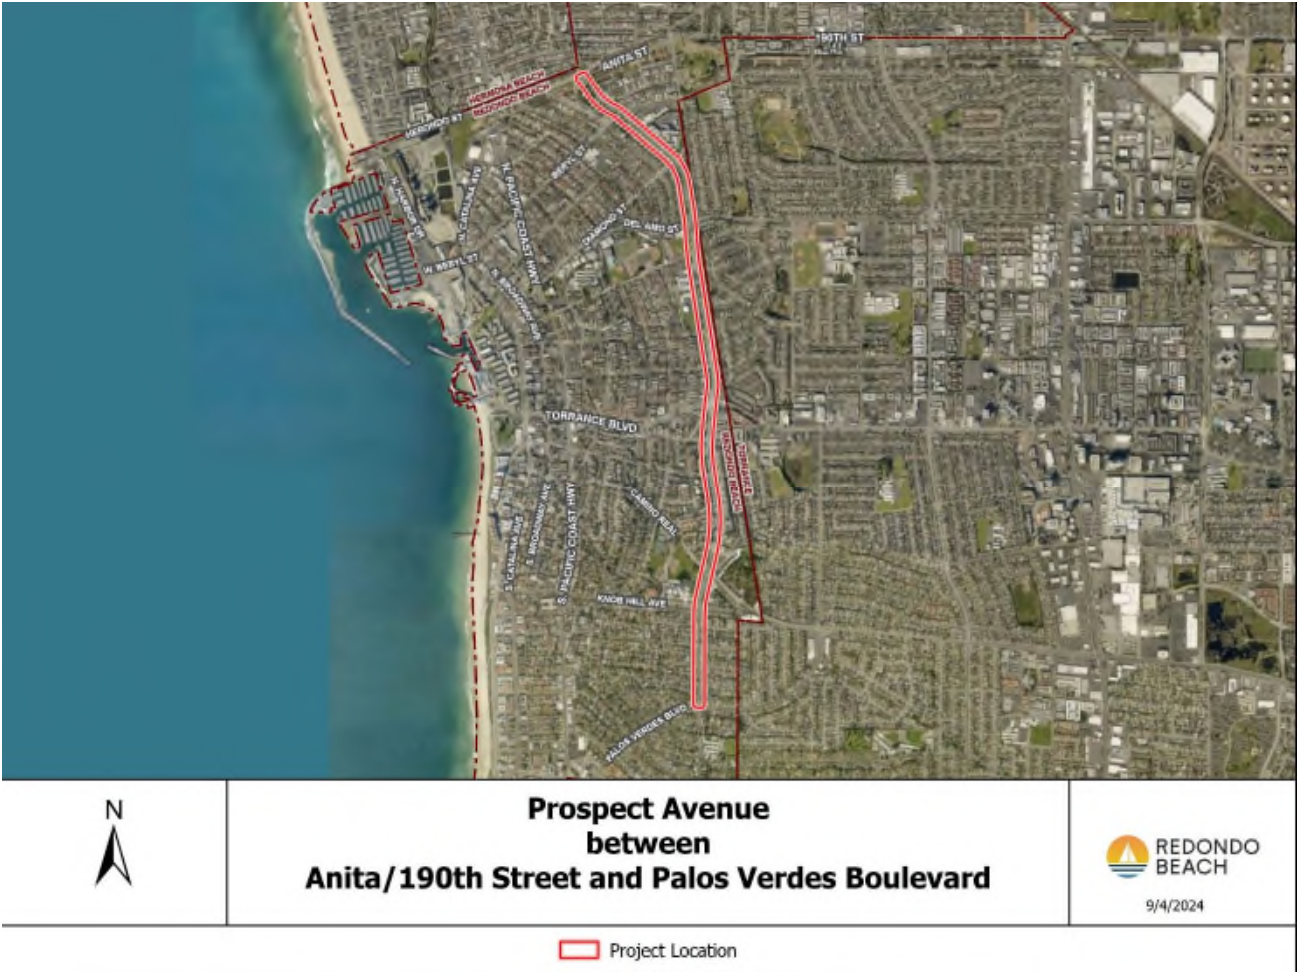 190TH ST
ANITA ST
HERMOSA BEACH
REDONDO BEACH
HERONDO ST
BERYL ST
N. HARBOR DR
N. CATALINA AVE
N. PACIFIC COAST HWY
DIAMOND ST
DEL AMO ST
W. BERYL ST
N. BROADWAY AVE
TORRANCE BLVD
TORRANCE
REDONDO BEACH
CAMINO REAL
S. CATALINA AVE
S. BROADWAY AVE
S. PACIFIC COAST HWY
KNOB HILL AVE
PALOS VERDES BLVD
N
Prospect Avenue
between
Anita/190th Street and Palos Verdes Boulevard
REDONDO
BEACH
9/4/2024
Project Location